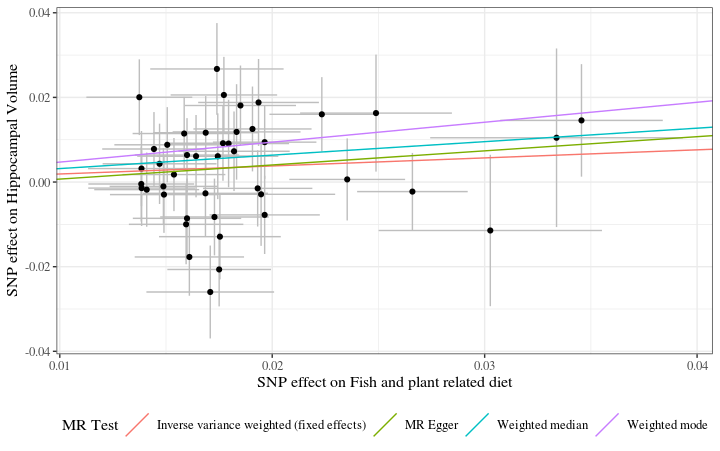 0.04
0.02
0.00
-0.02
-0.04
SNP effect on Hippocampal Volume
0.01 0.02 0.03 0.04
SNP effect on Fish and plant related diet
MR Test Inverse variance weighted (fixed effects) MR Egger Weighted median Weighted mode